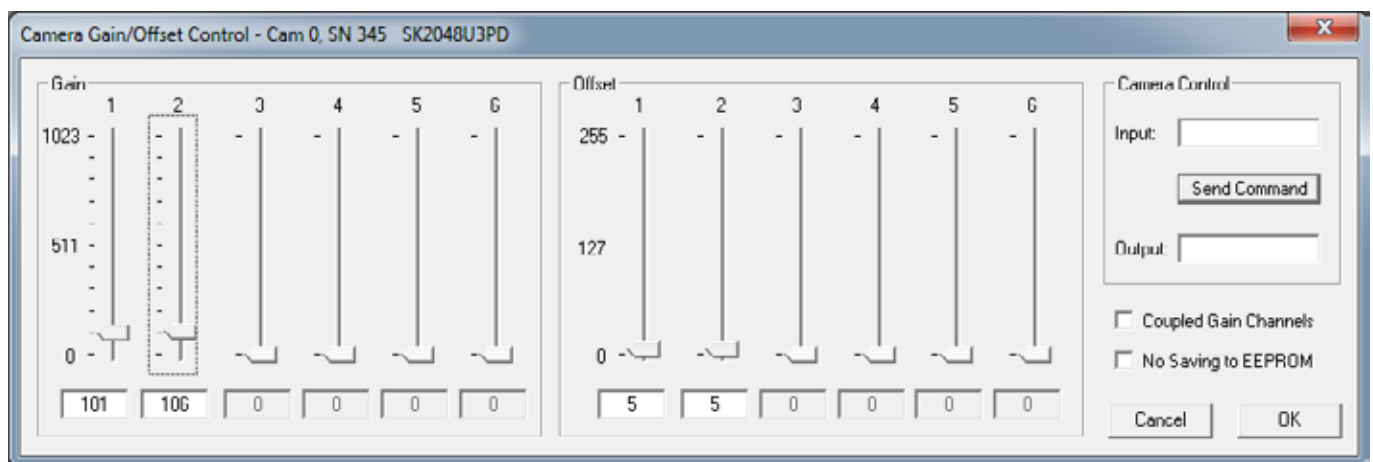 Camera Gain/Offset Control - Cam 0, SN 345 SK2048U3PD
Gain
1 2 3 4 5 6
1023
511
0
101 106 0 0 0 0
Offset
1 2 3 4 5 6
255
127
0
5 5 0 0 0 0
Camera Control
Input:
Send Command
Output:
Coupled Gain Channels
No Saving to EEPROM
Cancel OK